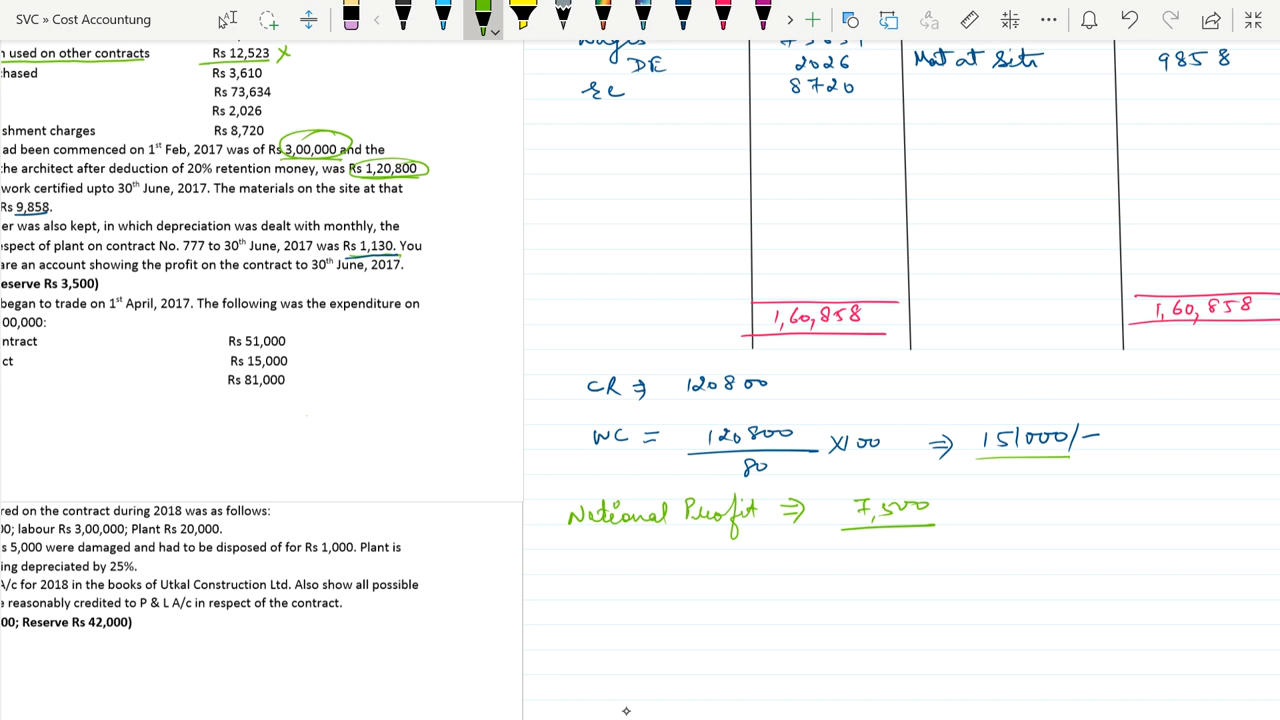 SVC » Cost Accountung
n used on other contracts Rs 12,523 x
hased Rs 3,610
Rs 73,634
Rs 2,026
shment charges Rs 8,720
ad been commenced on 1st Feb, 2017 was of Rs 3,00,000 and the
the architect after deduction of 20% retention money, was Rs 1,20,800
work certified upto 30th June, 2017. The materials on the site at that
Rs 9,858.
er was also kept, in which depreciation was dealt with monthly, the
espect of plant on contract No. 777 to 30th June, 2017 was Rs 1,130. You
are an account showing the profit on the contract to 30th June, 2017.
eserve Rs 3,500)
began to trade on 1st April, 2017. The following was the expenditure on
00,000:
ntract Rs 51,000
ct Rs 15,000
Rs 81,000
red on the contract during 2018 was as follows:
00; labour Rs 3,00,000; Plant Rs 20,000.
s 5,000 were damaged and had to be disposed of for Rs 1,000. Plant is
ing depreciated by 25%.
A/c for 2018 in the books of Utkal Construction Ltd. Also show all possible
e reasonably credited to P & L A/c in respect of the contract.
00; Reserve Rs 42,000)
Wages
DE 2026 Mat at Site 9858
8720
1,60,858 1,60,858
CR ⇒ 120800
WC = 120800 / 80 X100 ⇒ 151000/-
Notional Profit ⇒ 7,500